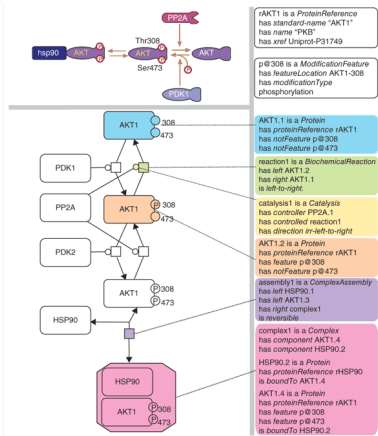 PP2A
Thr308
hsp90
AKT
P
P
AKT
P
P
AKT
Ser473
P
PDK1
rAKT1 is a ProteinReference
has standard-name "AKT1"
has name "PKB"
has xref Uniprot-P31749
p@308 is a ModificationFeature
has featureLocation AKT1-308
has modificationType
phosphorylation
AKT1
308
473
PDK1
PP2A
AKT1
P
308
473
PDK2
AKT1
P
308
P
473
HSP90
HSP90
AKT1
P
308
P
473
AKT1.1 is a Protein
has proteinReference rAKT1
has notFeature p@308
has notFeature p@473
reaction1 is a BiochemicalReaction
has left AKT1.2
has right AKT1.1
is left-to-right.
catalysis1 is a Catalysis
has controller PP2A.1
has controlled reaction1
has direction irr-left-to-right
AKT1.2 is a Protein
has proteinReference rAKT1
has feature p@308
has notFeature p@473
assembly1 is a ComplexAssembly
has left HSP90.1
has left AKT1.3
has right complex1
is reversible
complex1 is a Complex
has component AKT1.4
has component HSP90.2
HSP90.2 is a Protein
has proteinReference rHSP90
is boundTo AKT1.4
AKT1.4 is a Protein
has proteinReference rAKT1
has feature p@308
has feature p@473
is boundTo HSP90.2